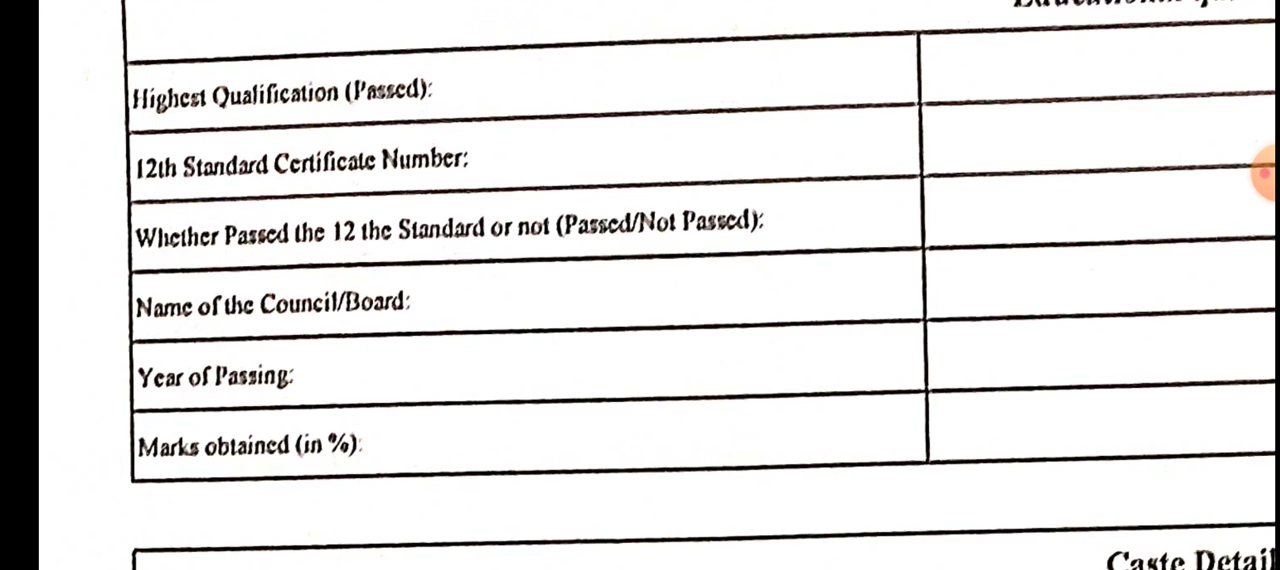 Highest Qualification (Passed):
12th Standard Certificate Number:
Whether Passed the 12 the Standard or not (Passed/Not Passed):
Name of the Council/Board:
Year of Passing:
Marks obtained (in %):
Caste Detail